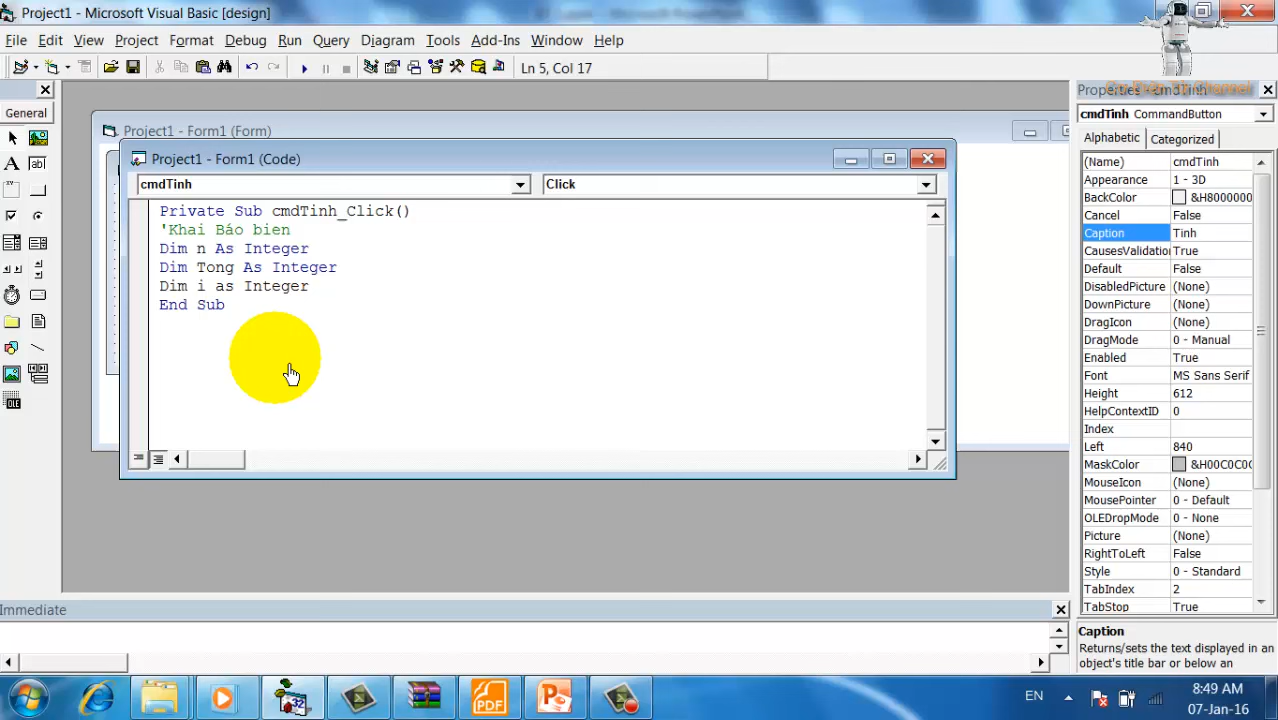 Project1 - Microsoft Visual Basic [design]
File Edit View Project Format Debug Run Query Diagram Tools Add-Ins Window Help
Ln 5, Col 17
General
Project1 - Form1 (Form)
Project1 - Form1 (Code)
cmdTinh Click
Private Sub cmdTinh_Click()
'Khai Báo bien
Dim n As Integer
Dim Tong As Integer
Dim i as Integer
End Sub
Properties - cmdTinh
cmdTinh CommandButton
Alphabetic Categorized
(Name) cmdTinh
Appearance 1 - 3D
BackColor &H8000000
Cancel False
Caption Tinh
CausesValidatio True
Default False
DisabledPicture (None)
DownPicture (None)
DragIcon (None)
DragMode 0 - Manual
Enabled True
Font MS Sans Serif
Height 612
HelpContextID 0
Index
Left 840
MaskColor &H00C0C0
MouseIcon (None)
MousePointer 0 - Default
OLEDropMode 0 - None
Picture (None)
RightToLeft False
Style 0 - Standard
TabIndex 2
TabStop True
Caption
Returns/sets the text displayed in an
object's title bar or below an
Immediate
EN
8:49 AM
07-Jan-16